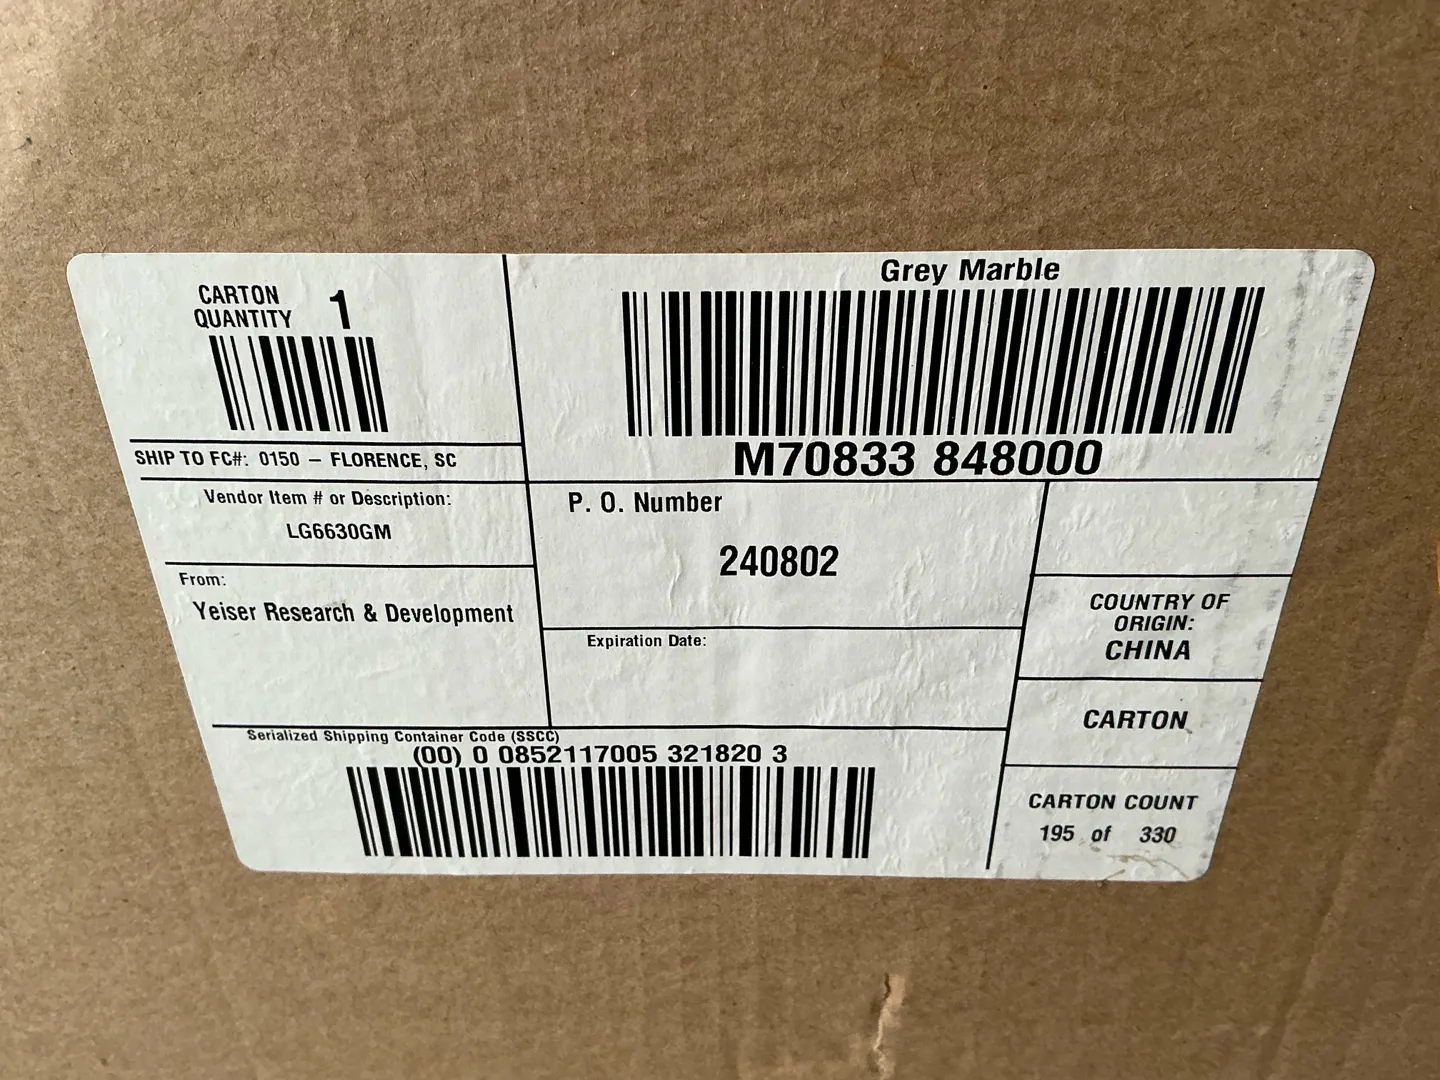 CARTON
QUANTITY 1
Grey Marble
M70833 848000
SHIP TO FC#: 0150 – FLORENCE, SC
Vendor Item # or Description:
LG6630GM
From:
Yeiser Research & Development
P. O. Number
240802
Expiration Date:
COUNTRY OF
ORIGIN:
CHINA
CARTON
CARTON COUNT
195 of 330
Serialized Shipping Container Code (SSCC)
(00) 0 0852117005 321820 3